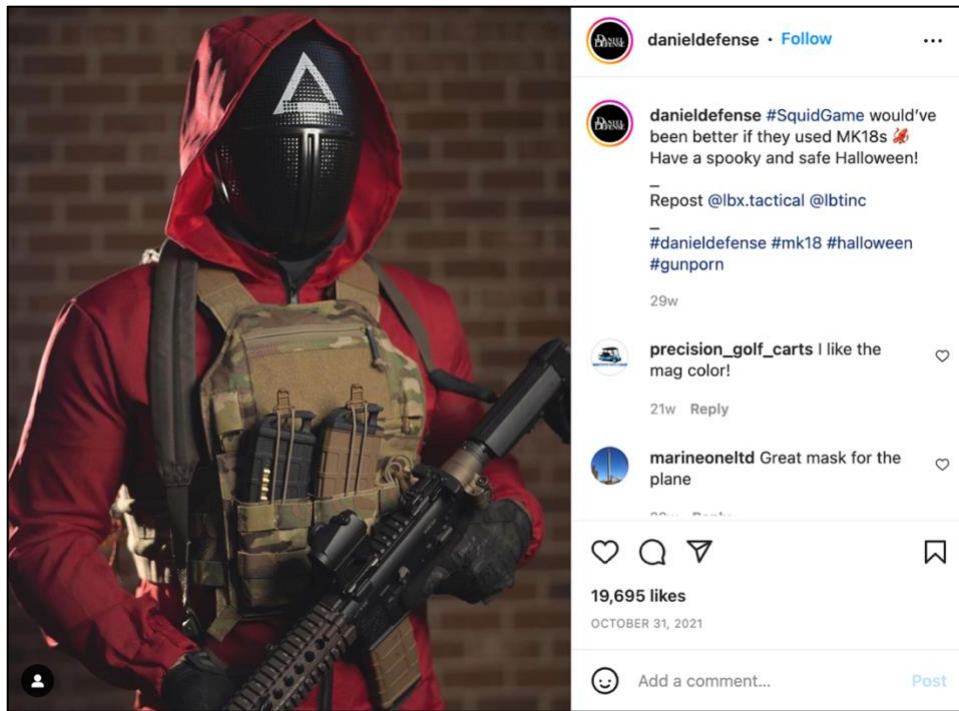 danieldefense • Follow
danieldefense #SquidGame would've
been better if they used MK18s 🦑
Have a spooky and safe Halloween!
_
Repost @lbx.tactical @lbtinc
_
#danieldefense #mk18 #halloween
#gunporn
29w
precision_golf_carts I like the
mag color!
21w Reply
marineoneltd Great mask for the
plane
19,695 likes
OCTOBER 31, 2021
Add a comment...
Post